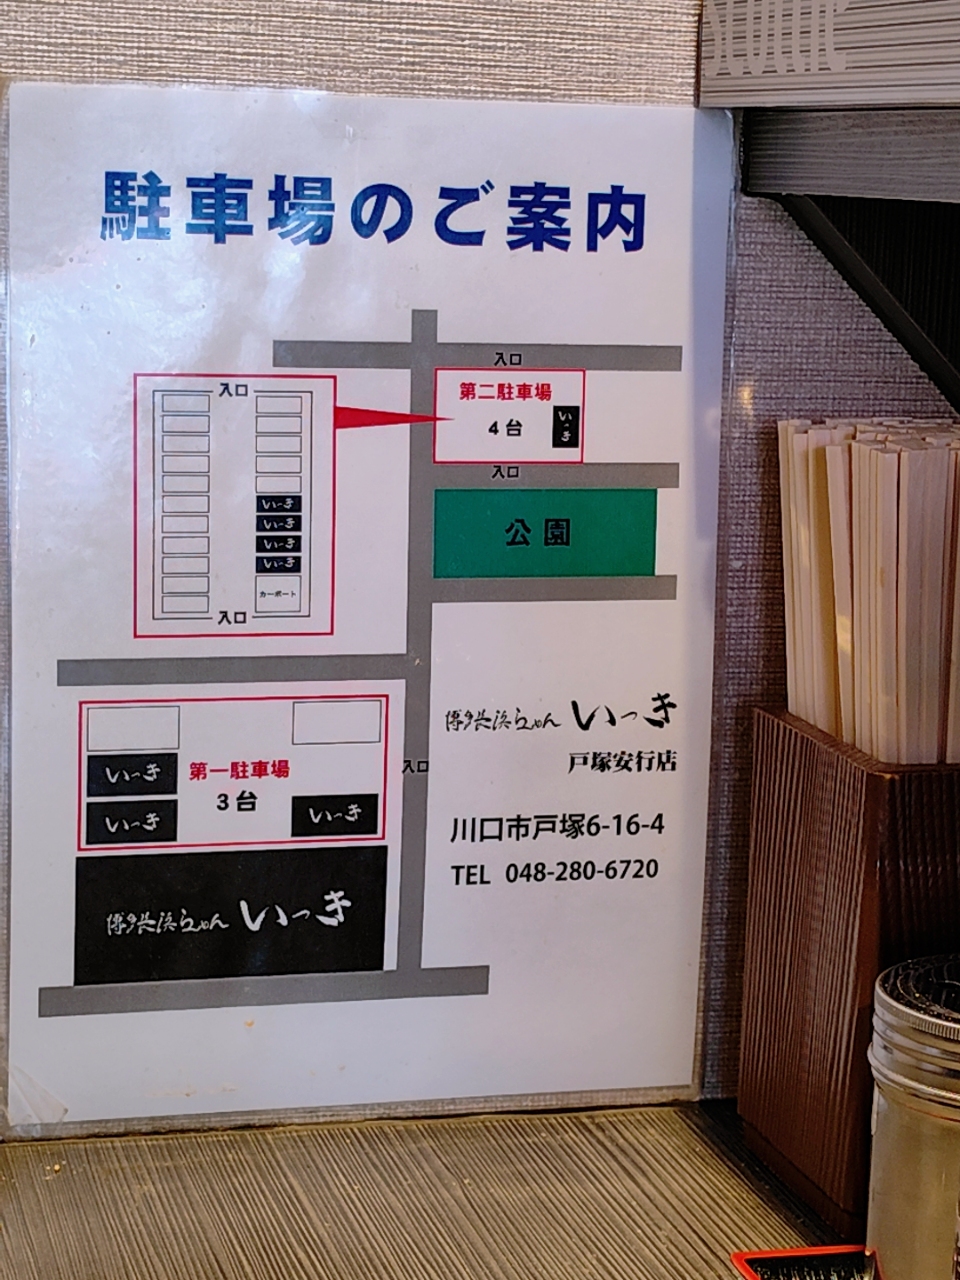 駐車場のご案内
入口
入口
第二駐車場
4台
いっき
いっき
いっき
いっき
いっき
カーポート
入口
入口
公園
いっき
第一駐車場
3台
いっき
いっき
入口
博多長浜らーめん いっき
戸塚安行店
川口市戸塚6-16-4
TEL 048-280-6720
博多長浜らーめん いっき